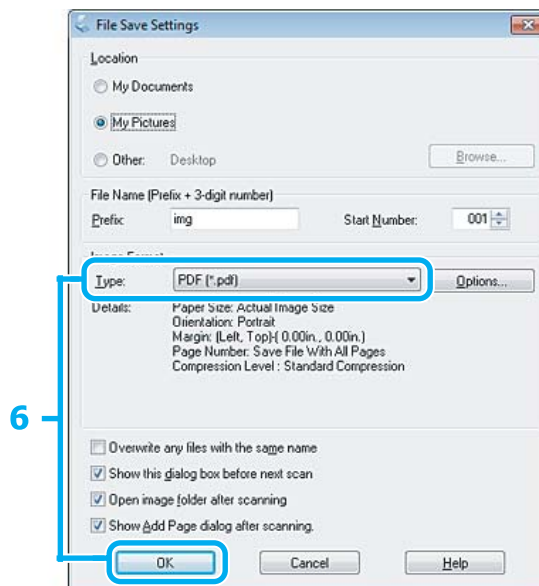 File Save Settings
Location
My Documents
My Pictures
Other: Desktop Browse...
File Name (Prefix + 3-digit number)
Prefix: img Start Number: 001
Image Format
Type: PDF (*.pdf) Options...
Details: Paper Size: Actual Image Size
Orientation: Portrait
Margin: (Left, Top)-( 0.00in., 0.00in.)
Page Number: Save File With All Pages
Compression Level : Standard Compression
6
Overwrite any files with the same name
Show this dialog box before next scan
Open image folder after scanning
Show Add Page dialog after scanning.
OK Cancel Help